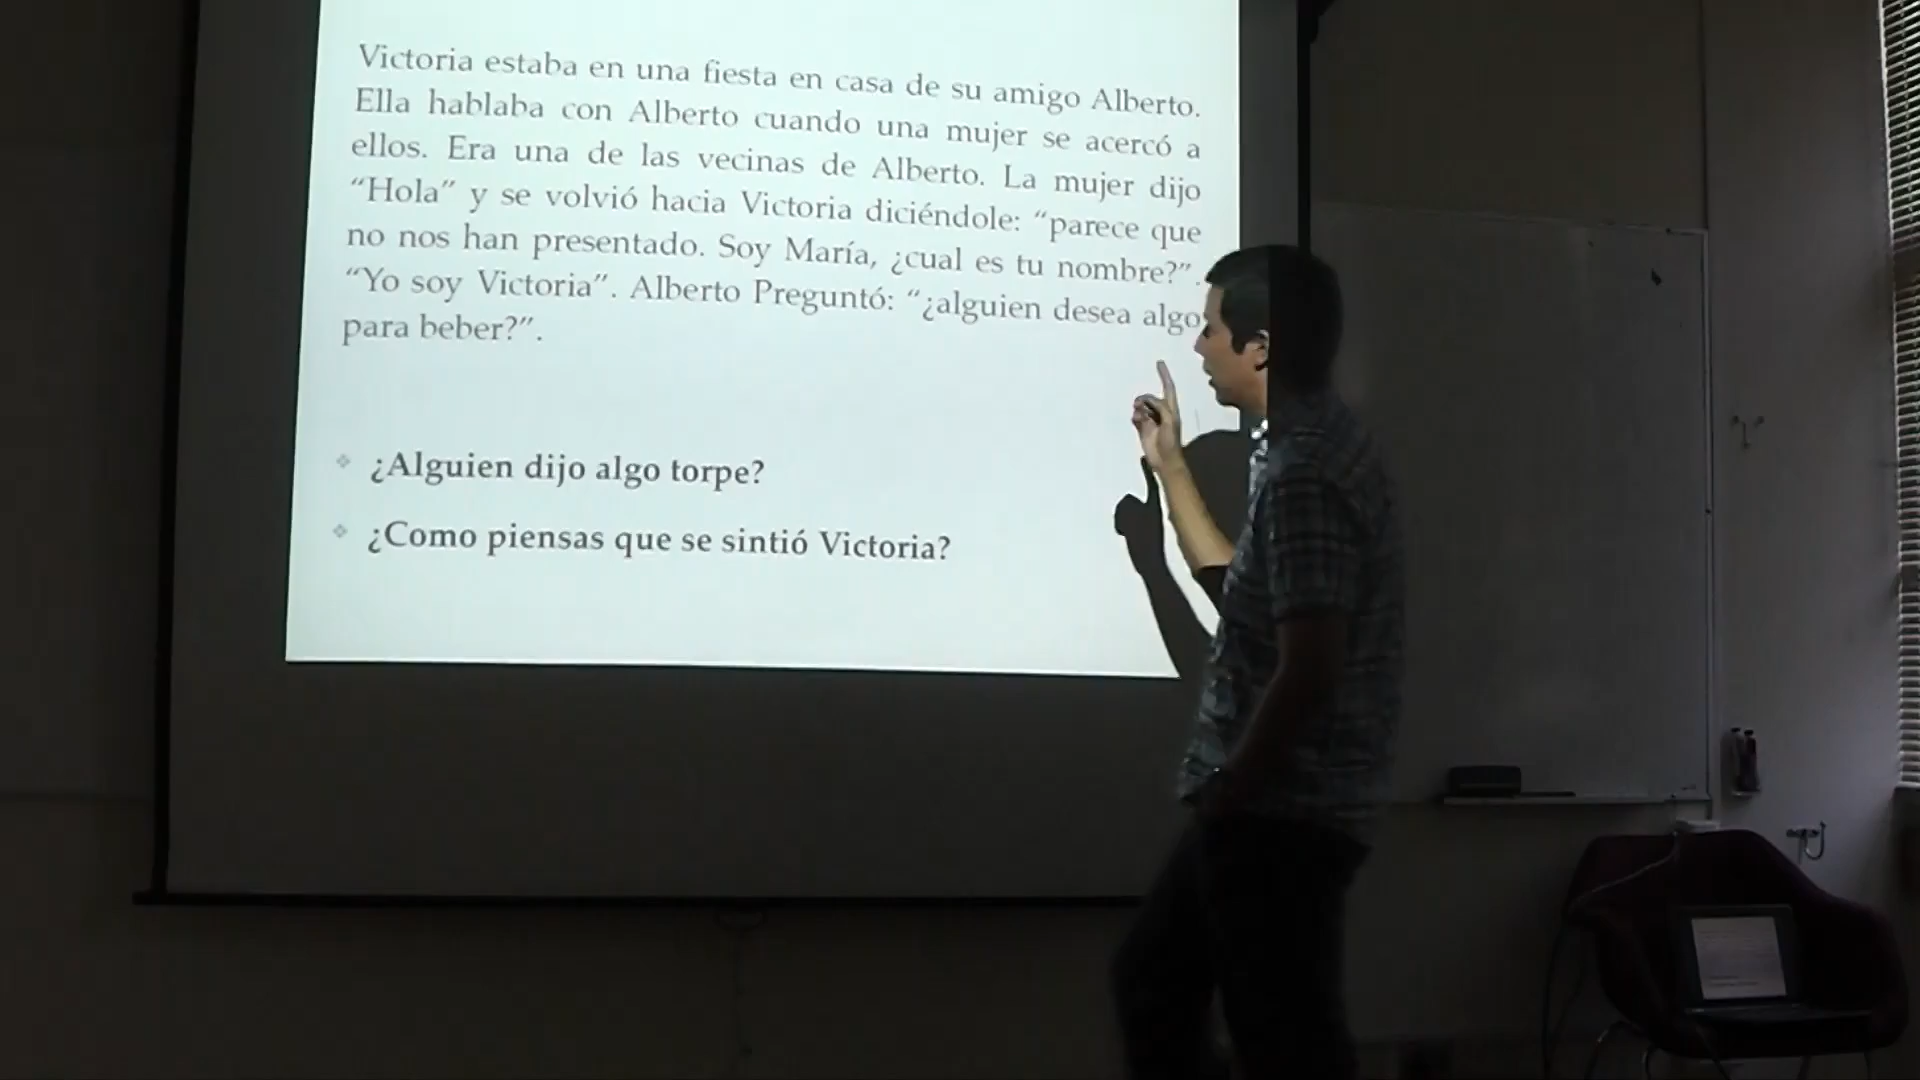 Victoria estaba en una fiesta en casa de su amigo Alberto.
Ella hablaba con Alberto cuando una mujer se acercó a
ellos. Era una de las vecinas de Alberto. La mujer dijo
“Hola” y se volvió hacia Victoria diciéndole: “parece que
no nos han presentado. Soy María, ¿cual es tu nombre?”.
“Yo soy Victoria”. Alberto Preguntó: “¿alguien desea algo
para beber?”.
¿Alguien dijo algo torpe?
¿Como piensas que se sintió Victoria?